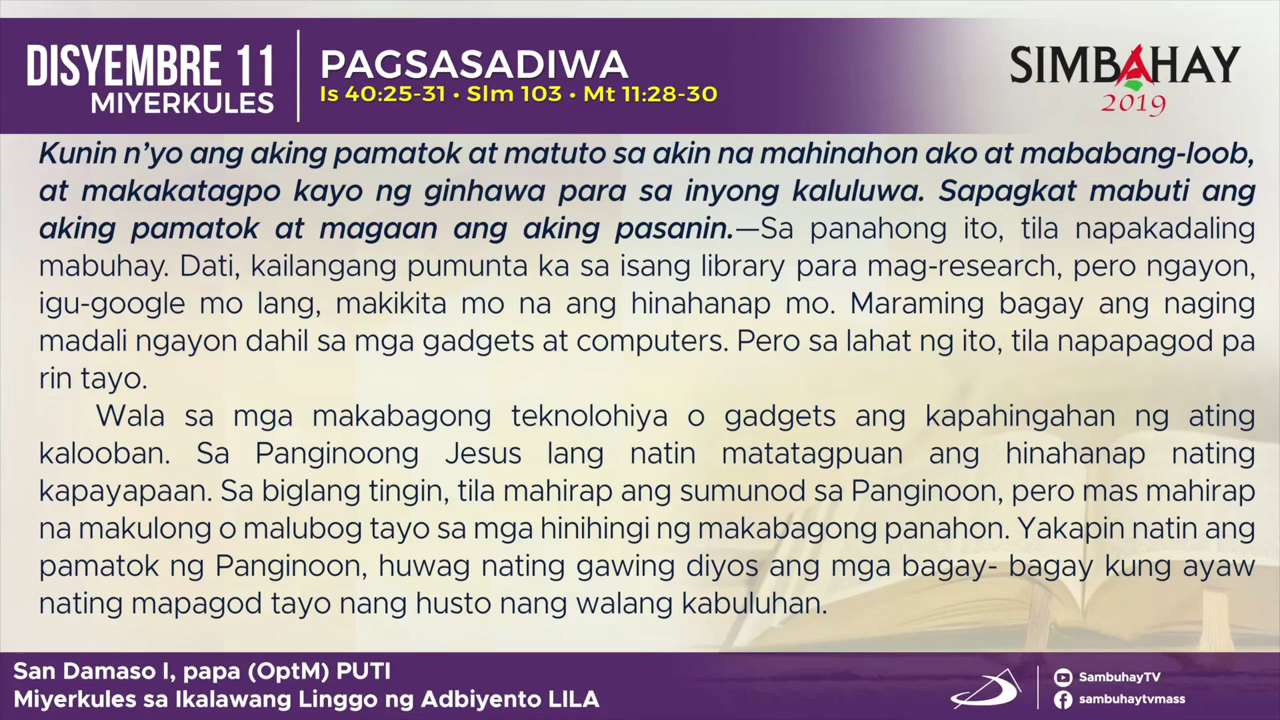 DISYEMBRE 11
MIYERKULES
PAGSASADIWA
Is 40:25-31 • Slm 103 • Mt 11:28-30
SIMBAHAY
2019
Kunin n’yo ang aking pamatok at matuto sa akin na mahinahon ako at mababang-loob,
at makakatagpo kayo ng ginhawa para sa inyong kaluluwa. Sapagkat mabuti ang
aking pamatok at magaan ang aking pasanin.—Sa panahong ito, tila napakadaling
mabuhay. Dati, kailangang pumunta ka sa isang library para mag-research, pero ngayon,
igu-google mo lang, makikita mo na ang hinahanap mo. Maraming bagay ang naging
madali ngayon dahil sa mga gadgets at computers. Pero sa lahat ng ito, tila napapagod pa
rin tayo.
Wala sa mga makabagong teknolohiya o gadgets ang kapahingahan ng ating
kalooban. Sa Panginoong Jesus lang natin matatagpuan ang hinahanap nating
kapayapaan. Sa biglang tingin, tila mahirap ang sumunod sa Panginoon, pero mas mahirap
na makulong o malubog tayo sa mga hinihingi ng makabagong panahon. Yakapin natin ang
pamatok ng Panginoon, huwag nating gawing diyos ang mga bagay- bagay kung ayaw
nating mapagod tayo nang husto nang walang kabuluhan.
San Damaso I, papa (OptM) PUTI
Miyerkules sa Ikalawang Linggo ng Adbiyento LILA
SambuhayTV
sambuhaytvmass